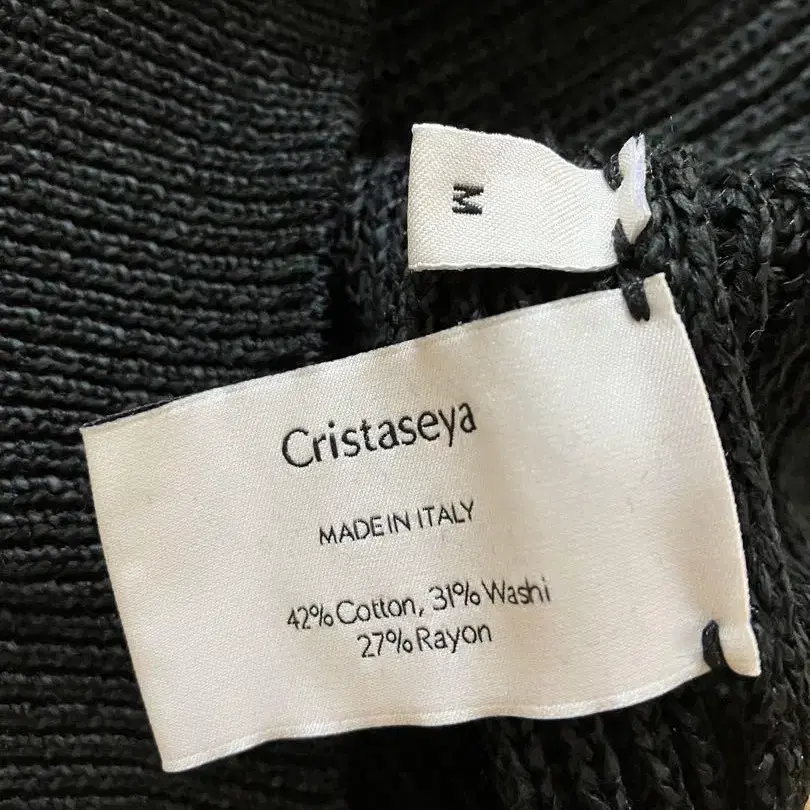 M
Cristaseya
MADE IN ITALY
42% Cotton, 31% Washi
27% Rayon